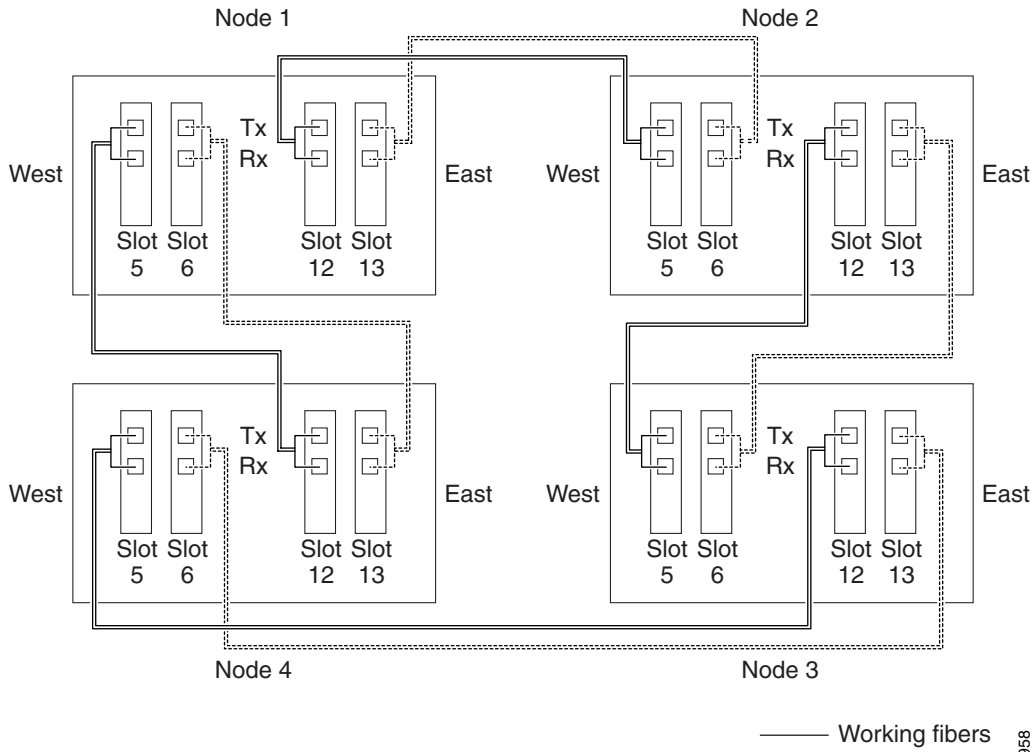 Node 1 Node 2
Tx Tx
Rx Rx
West East West East
Slot Slot Slot Slot Slot Slot Slot Slot
5 6 12 13 5 6 12 13
Tx Tx
Rx Rx
West East West East
Slot Slot Slot Slot Slot Slot Slot Slot
5 6 12 13 5 6 12 13
Node 4 Node 3
Working fibers